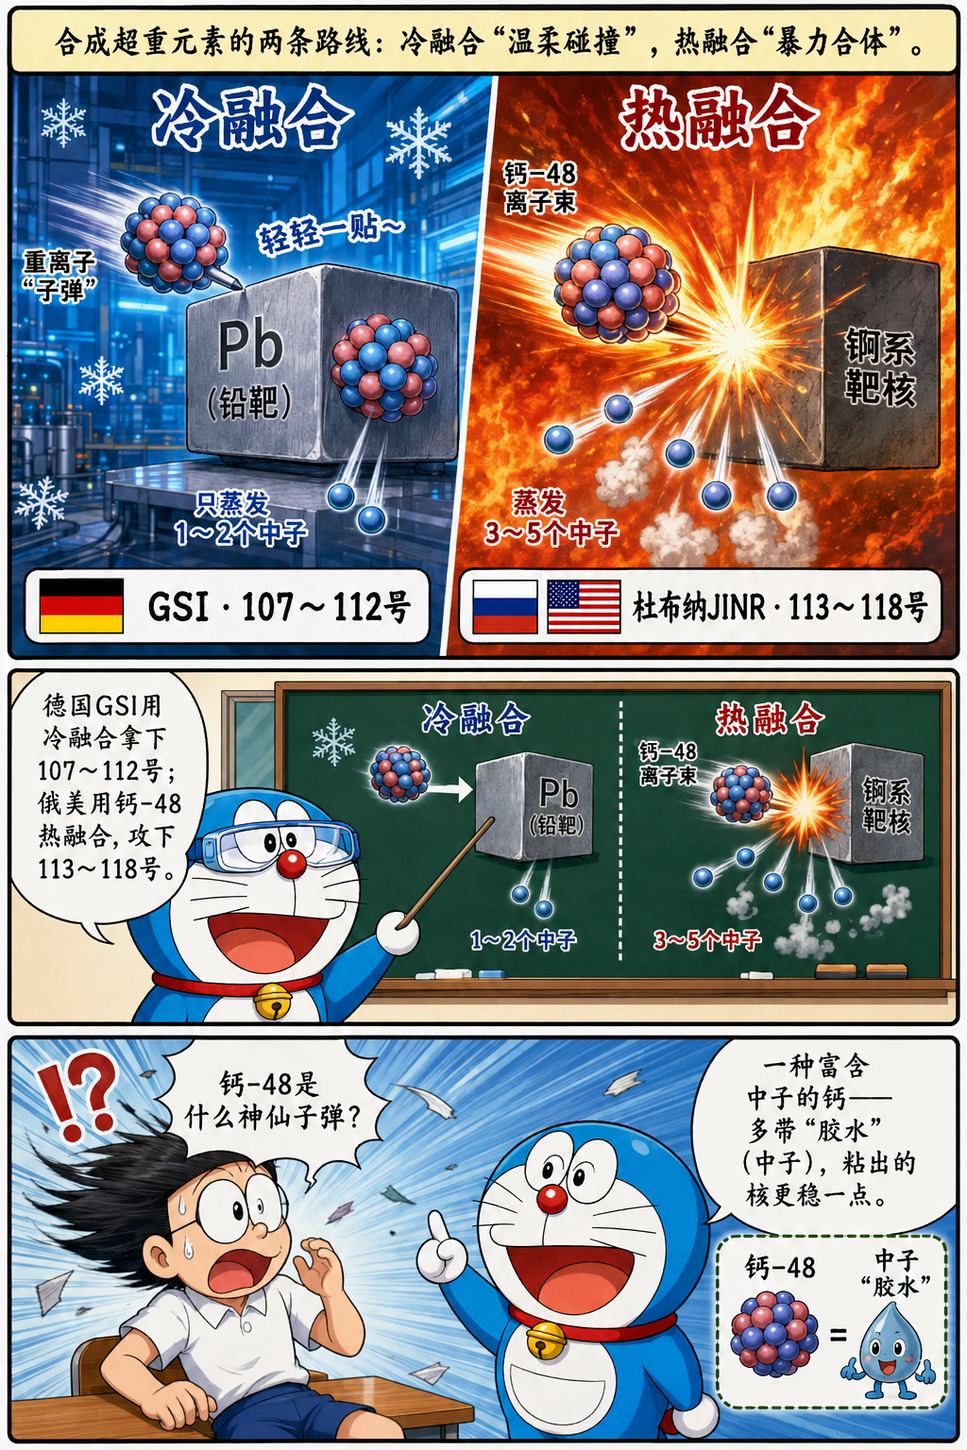 合成超重元素的两条路线：冷融合“温柔碰撞”，热融合“暴力合体”。
冷融合
重离子
“子弹”
轻轻一贴～
Pb
（铅靶）
只蒸发
1～2个中子
GSI·107～112号
热融合
钙-48
离子束
锕系
靶核
蒸发
3～5个中子
杜布纳JINR·113～118号
德国GSI用
冷融合拿下
107～112号；
俄美用钙-48
热融合，攻下
113～118号。
冷融合
Pb
（铅靶）
1～2个中子
热融合
钙-48
离子束
锕系
靶核
3～5个中子
!?
钙-48是
什么神仙子弹？
一种富含
中子的钙——
多带“胶水”
（中子），粘出的
核更稳一点。
钙-48
=
中子
“胶水”